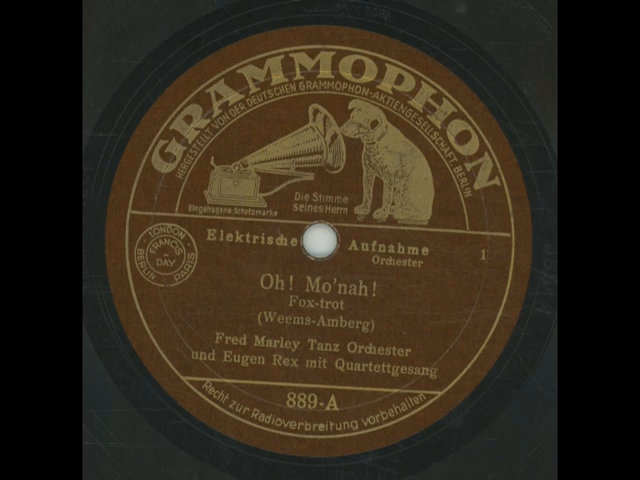 GRAMMOPHON
HERGESTELLT VON DER DEUTSCHEN GRAMMOPHON-AKTIENGESELLSCHAFT, BERLIN
Die Stimme
seines Herrn
Eingetragene Schutzmarke
Elektrische Aufnahme
Orchester
1
LONDON
FRANCIS-
DAY
BERLIN PARIS
Oh! Mo'nah!
Fox-trot
(Weems-Amberg)
Fred Marley Tanz Orchester
und Eugen Rex mit Quartettgesang
889-A
Recht zur Radioverbreitung vorbehalten